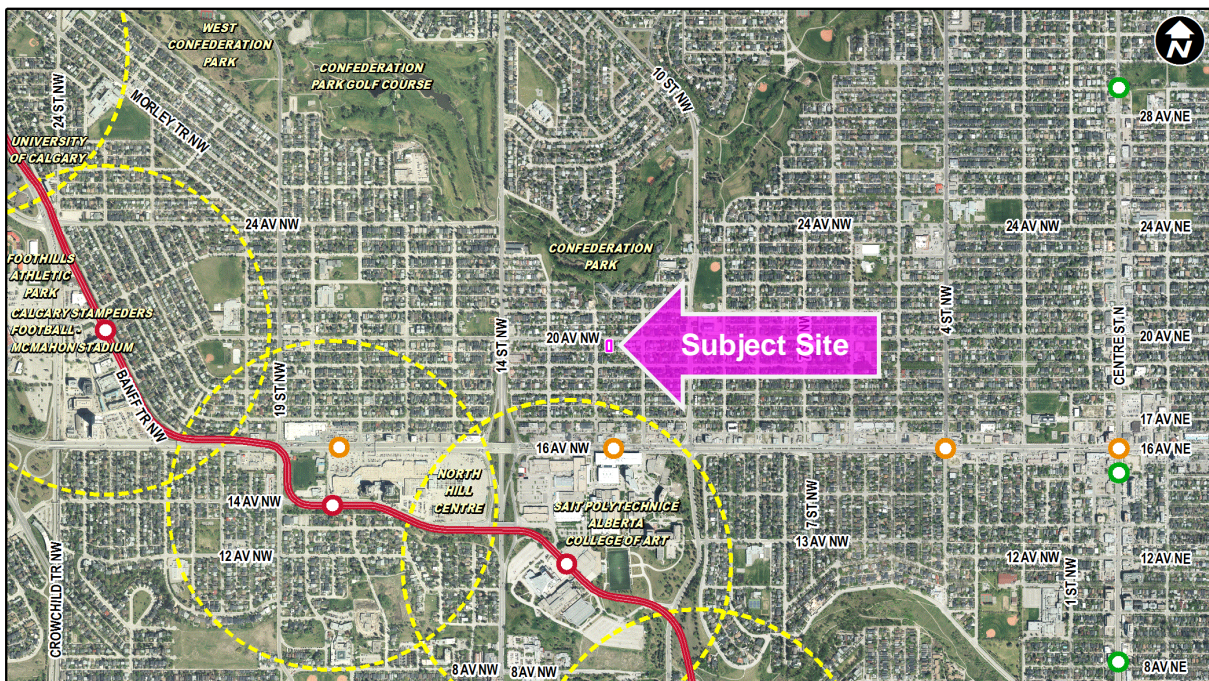 WEST
CONFEDERATION
PARK
N
24 ST NW
CONFEDERATION
PARK GOLF COURSE
10 ST NW
MORLEY TR NW
28 AV NE
UNIVERSITY
OF CALGARY
24 AV NW
24 AV NW
24 AV NW
24 AV NE
CONFEDERATION
PARK
FOOTHILLS
ATHLETIC
PARK
CALGARY STAMPEDERS
FOOTBALL -
MCMAHON STADIUM
4 ST NW
14 ST NW
20 AV NW
Subject Site
20 AV NE
CENTRE ST N
BANFF TR NW
19 ST NW
17 AV NE
16 AV NW
16 AV NE
NORTH
HILL
CENTRE
14 AV NW
SAIT POLYTECHNICE
ALBERTA
COLLEGE OF ART
7 ST NW
13 AV NW
12 AV NW
12 AV NW
12 AV NE
CROWCHILD TR NW
1 ST NW
8 AV NW
8 AV NW
8 AV NE